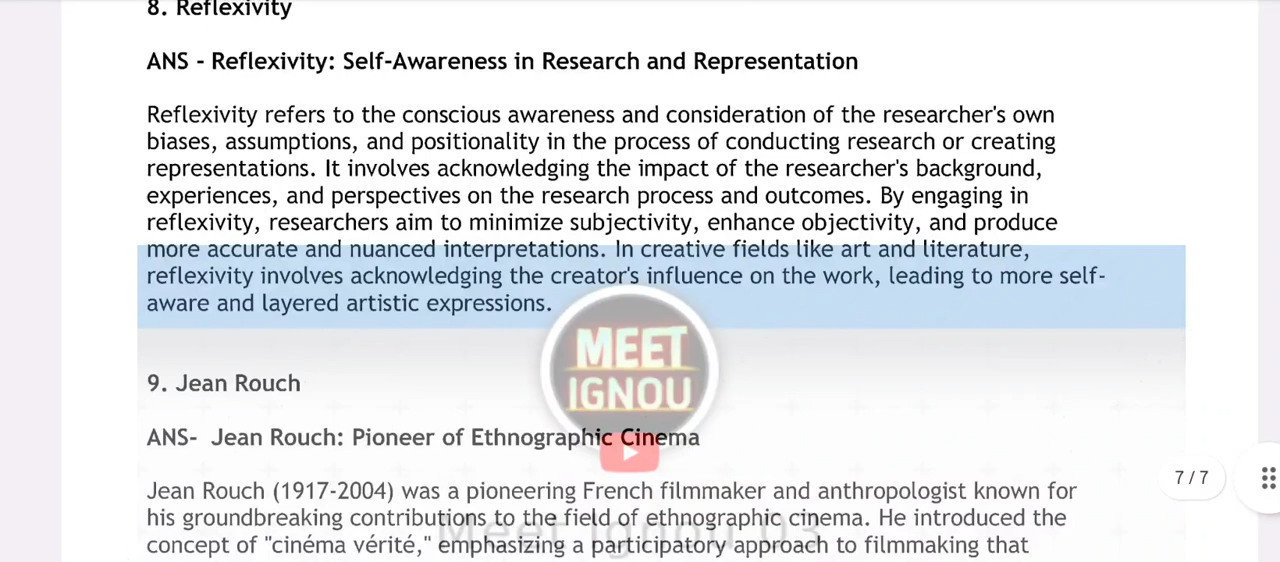 8. Reflexivity
ANS - Reflexivity: Self-Awareness in Research and Representation
Reflexivity refers to the conscious awareness and consideration of the researcher's own
biases, assumptions, and positionality in the process of conducting research or creating
representations. It involves acknowledging the impact of the researcher's background,
experiences, and perspectives on the research process and outcomes. By engaging in
reflexivity, researchers aim to minimize subjectivity, enhance objectivity, and produce
more accurate and nuanced interpretations. In creative fields like art and literature,
reflexivity involves acknowledging the creator's influence on the work, leading to more self-
aware and layered artistic expressions.
MEET
IGNOU
9. Jean Rouch
ANS- Jean Rouch: Pioneer of Ethnographic Cinema
7/7
Jean Rouch (1917-2004) was a pioneering French filmmaker and anthropologist known for
his groundbreaking contributions to the field of ethnographic cinema. He introduced the
Meet Ignou 03
concept of "cinéma vérité," emphasizing a participatory approach to filmmaking that